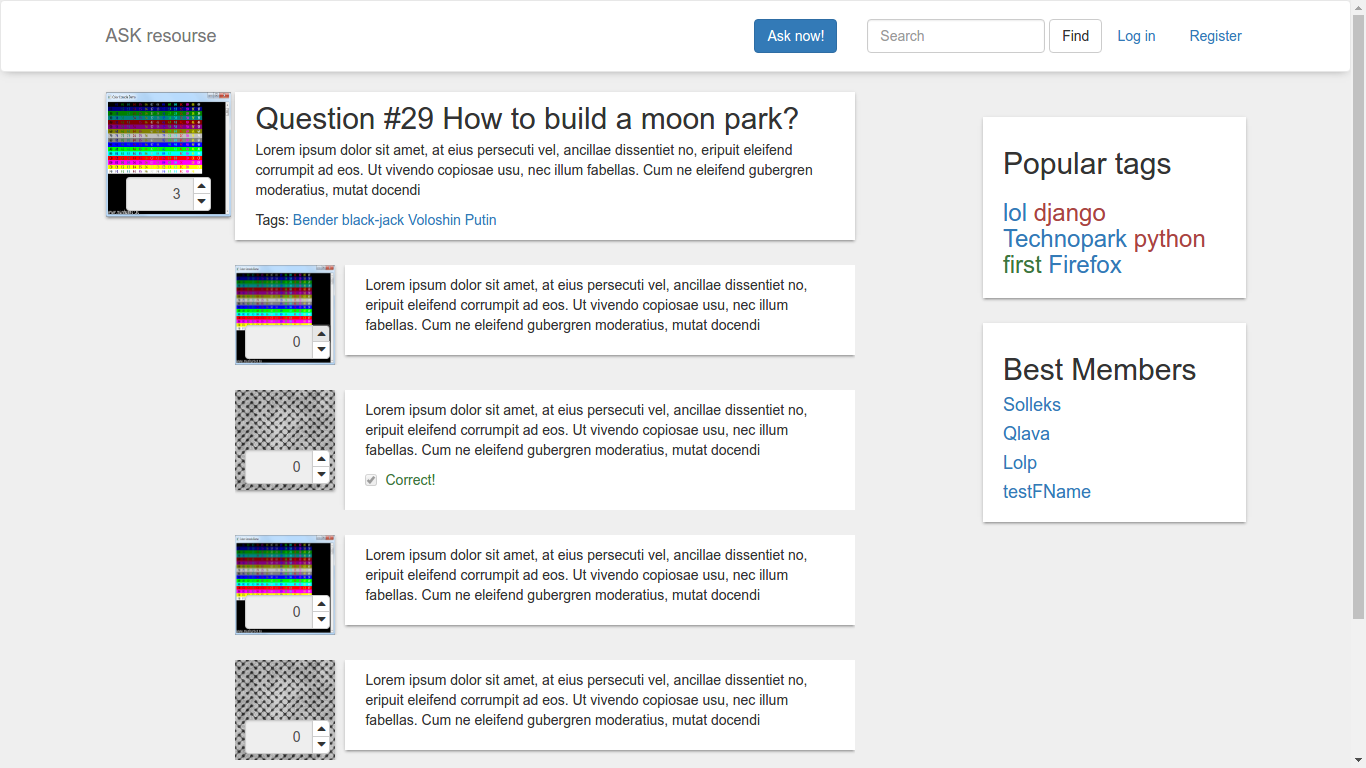 ASK resourse
Ask now!
Search
Find
Log in
Register
3
Question #29 How to build a moon park?
Lorem ipsum dolor sit amet, at eius persecuti vel, ancillae dissentiet no, eripuit eleifend
corrumpit ad eos. Ut vivendo copiosae usu, nec illum fabellas. Cum ne eleifend gubergren
moderatius, mutat docendi
Tags: Bender black-jack Voloshin Putin
0
Lorem ipsum dolor sit amet, at eius persecuti vel, ancillae dissentiet no,
eripuit eleifend corrumpit ad eos. Ut vivendo copiosae usu, nec illum
fabellas. Cum ne eleifend gubergren moderatius, mutat docendi
0
Lorem ipsum dolor sit amet, at eius persecuti vel, ancillae dissentiet no,
eripuit eleifend corrumpit ad eos. Ut vivendo copiosae usu, nec illum
fabellas. Cum ne eleifend gubergren moderatius, mutat docendi
Correct!
0
Lorem ipsum dolor sit amet, at eius persecuti vel, ancillae dissentiet no,
eripuit eleifend corrumpit ad eos. Ut vivendo copiosae usu, nec illum
fabellas. Cum ne eleifend gubergren moderatius, mutat docendi
0
Lorem ipsum dolor sit amet, at eius persecuti vel, ancillae dissentiet no,
eripuit eleifend corrumpit ad eos. Ut vivendo copiosae usu, nec illum
fabellas. Cum ne eleifend gubergren moderatius, mutat docendi
Popular tags
lol django
Technopark python
first Firefox
Best Members
Solleks
Qlava
Lolp
testFName